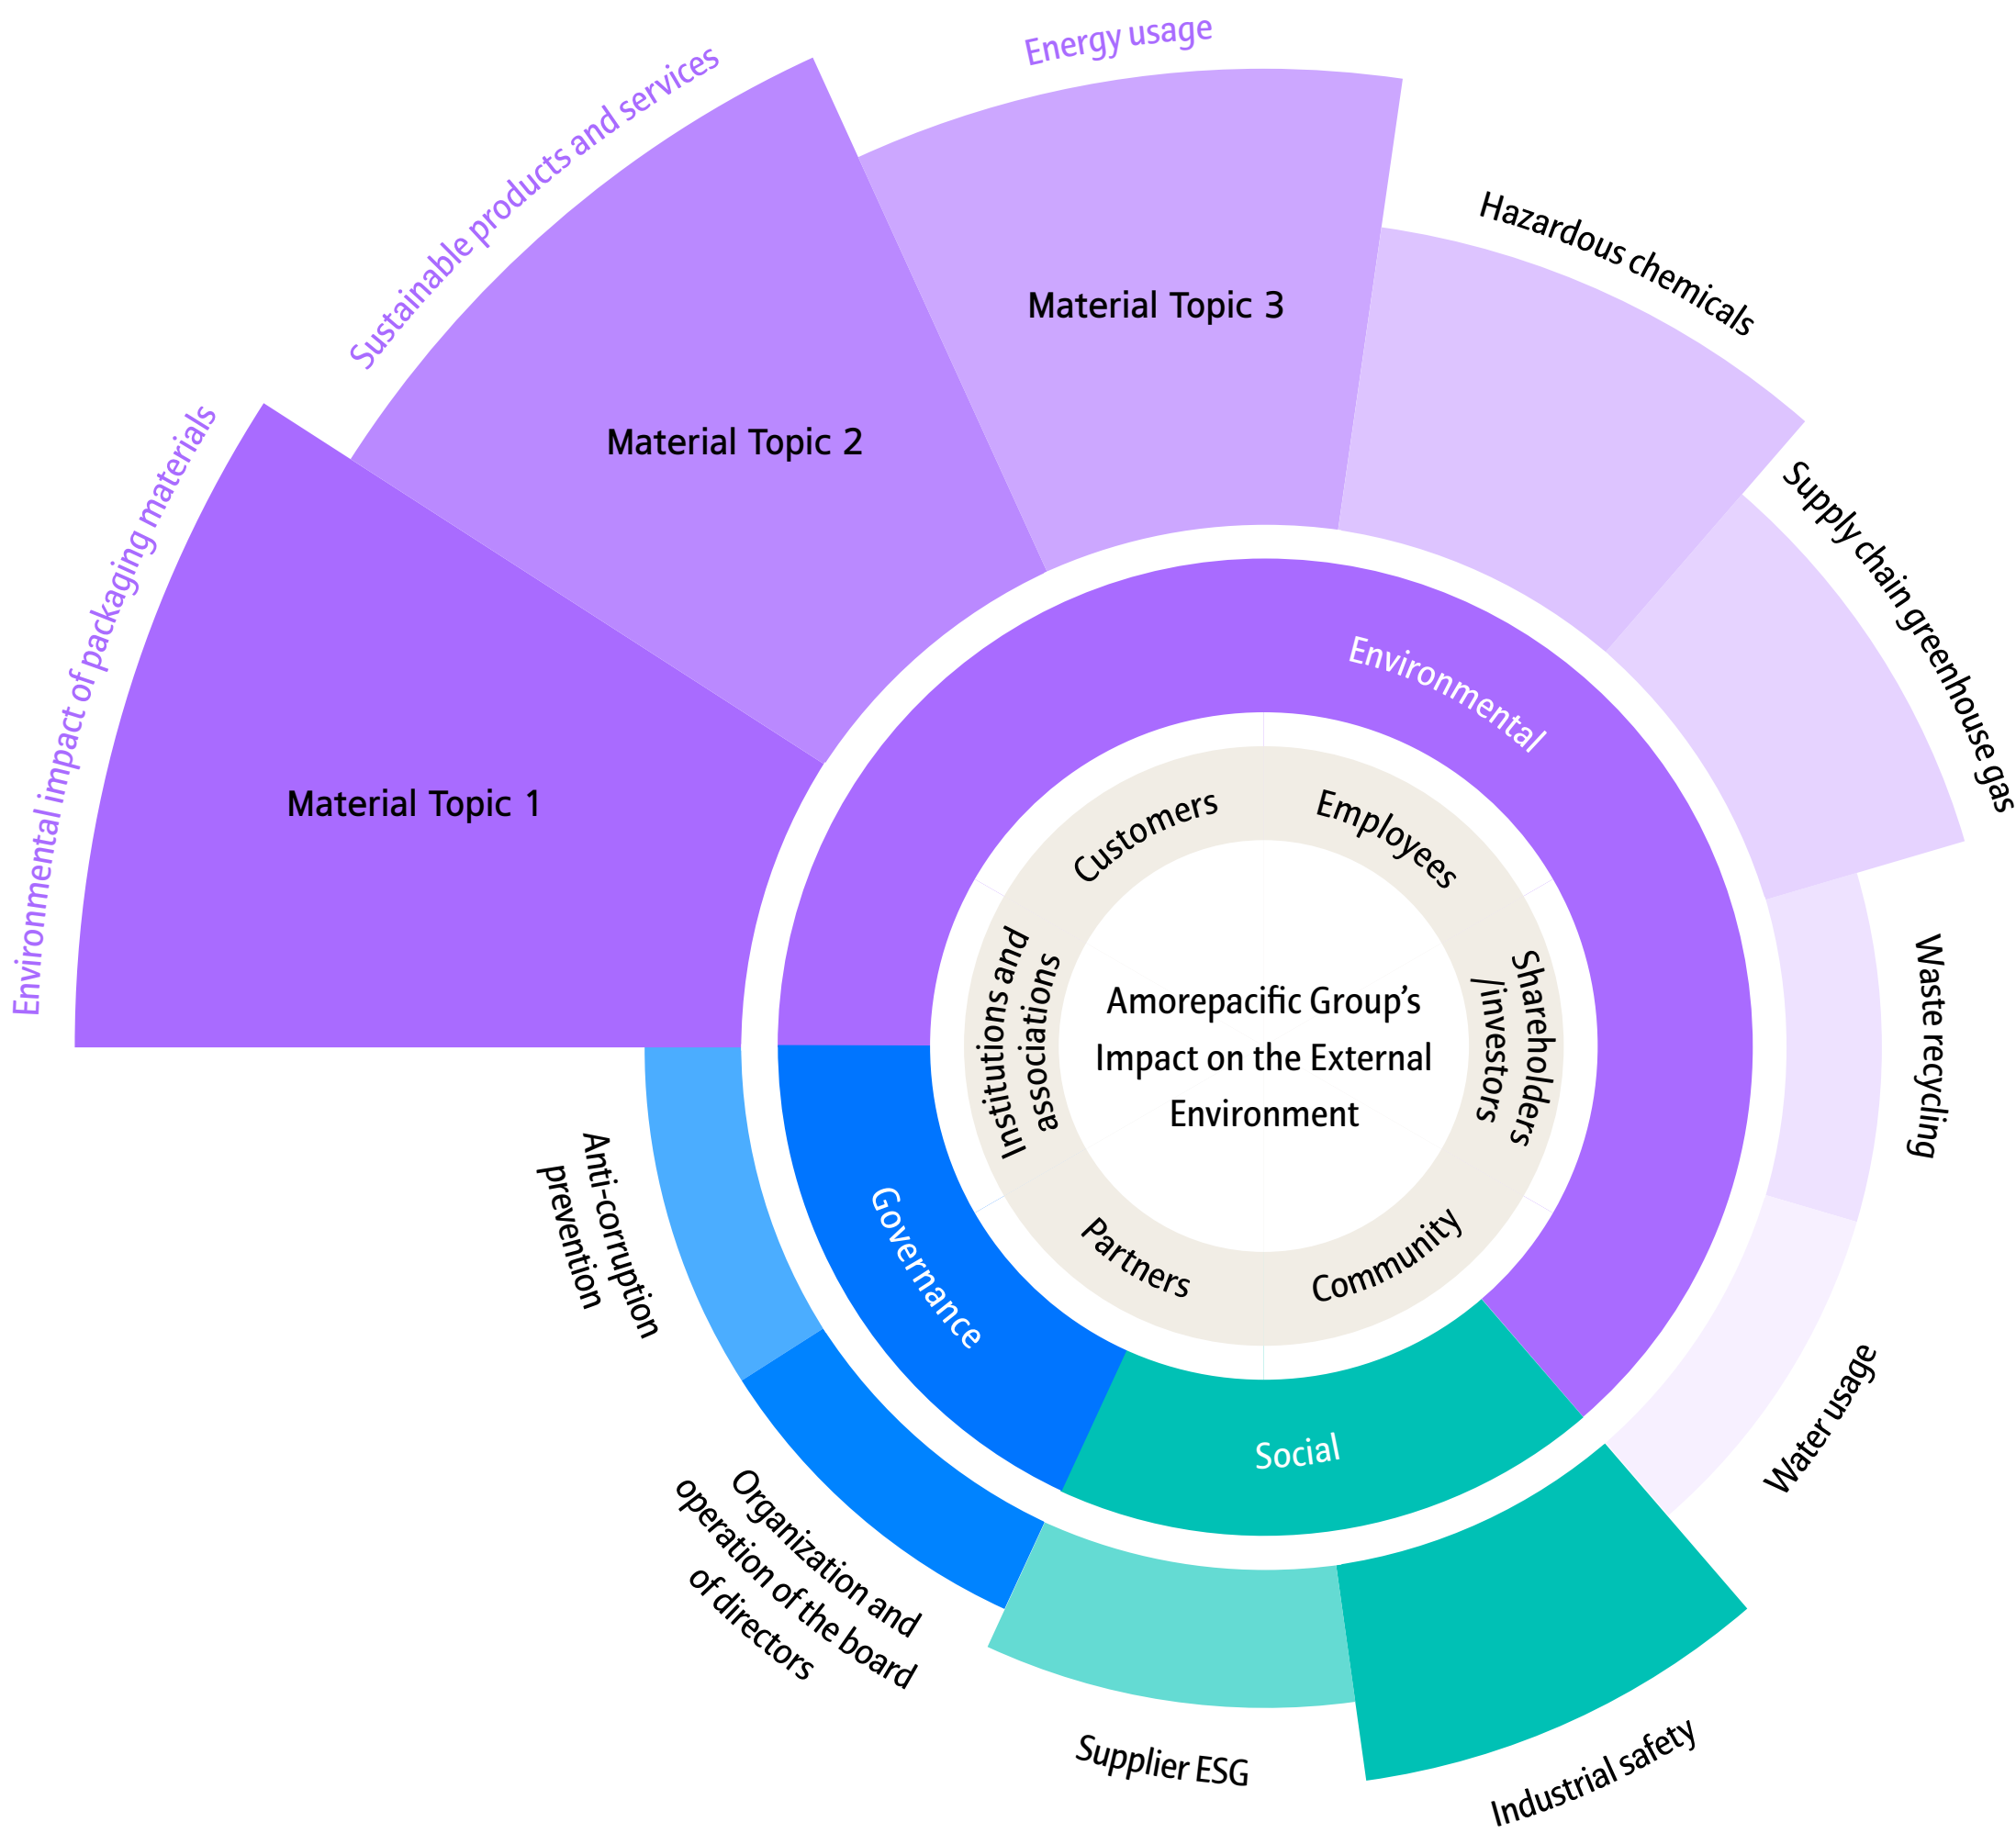 Energy usage
Sustainable products and services
Hazardous chemicals
Material Topic 3
Environmental impact of packaging materials
Material Topic 2
Supply chain greenhouse gas
Environmental
Material Topic 1
Customers
Employees
Institutions and
associations
Shareholders
/investors
Amorepacific Group’s
Impact on the External
Environment
Waste recycling
Anti-corruption
prevention
Governance
Partners
Community
Water usage
Social
Organization and
operation of the board
of directors
Supplier ESG
Industrial safety